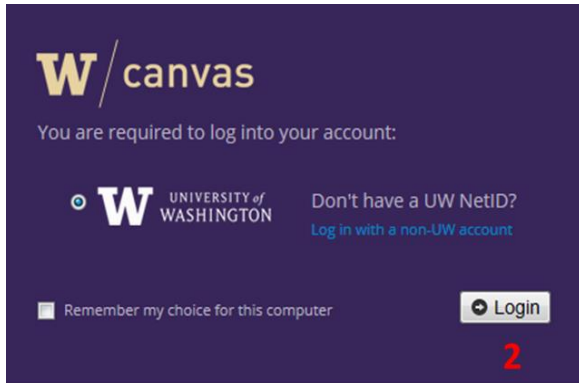 W / canvas
You are required to log into your account:
W UNIVERSITY of WASHINGTON
Don't have a UW NetID?
Log in with a non-UW account
Remember my choice for this computer
Login
2